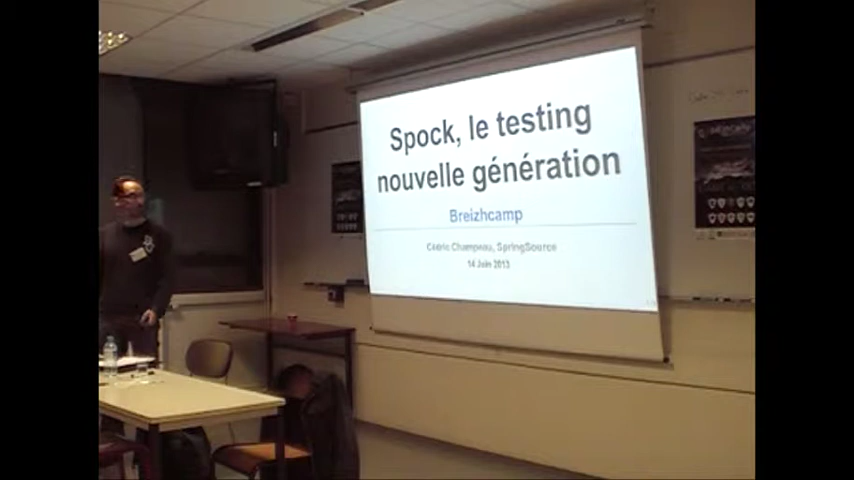 Spock, le testing
nouvelle génération
Breizhcamp
Cédric Champeau, SpringSource
14 Juin 2013